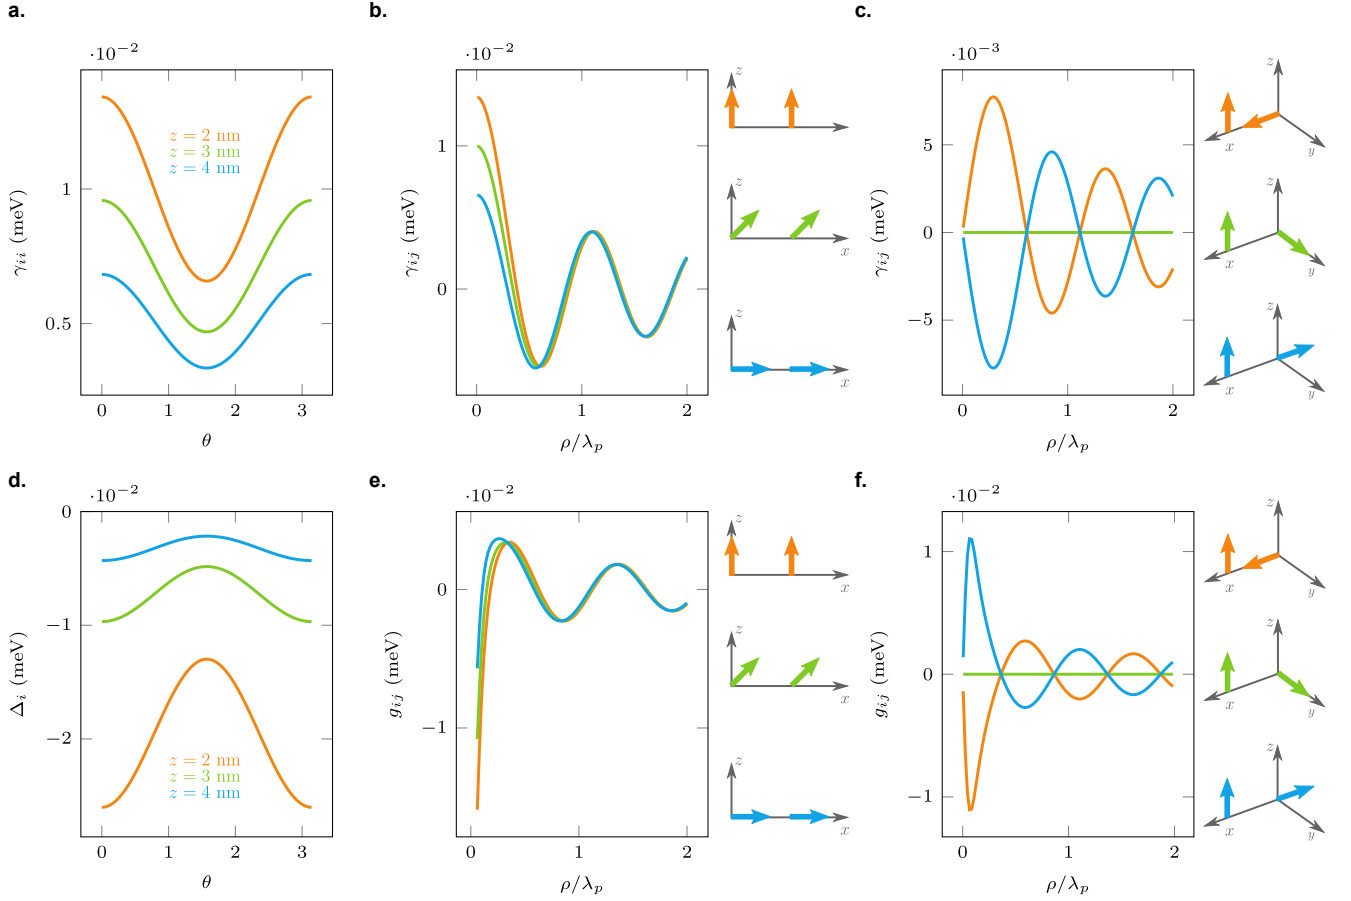 a.
·10⁻²
γᵢᵢ (meV)
1
0.5
z = 2 nm
z = 3 nm
z = 4 nm
0 1 2 3
θ
b.
·10⁻²
γᵢⱼ (meV)
1
0
0 1 2
ρ/λₚ
z
x
z
x
z
x
c.
·10⁻³
γᵢⱼ (meV)
5
0
−5
0 1 2
ρ/λₚ
z
x
y
z
x
y
z
x
y
d.
·10⁻²
Δᵢ (meV)
0
−1
−2
z = 2 nm
z = 3 nm
z = 4 nm
0 1 2 3
θ
e.
·10⁻²
gᵢⱼ (meV)
0
−1
0 1 2
ρ/λₚ
z
x
z
x
z
x
f.
·10⁻²
gᵢⱼ (meV)
1
0
−1
0 1 2
ρ/λₚ
z
x
y
z
x
y
z
x
y